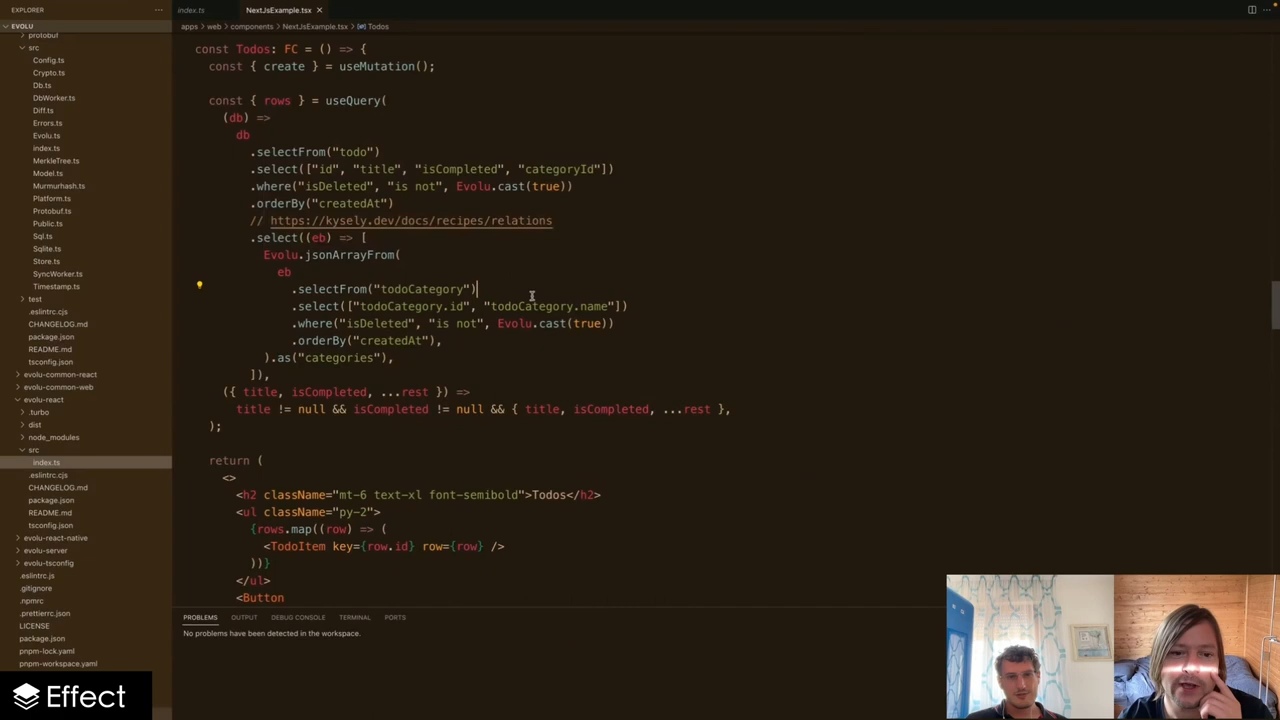 EXPLORER
EVOLU
protobuf
src
Config.ts
Crypto.ts
Db.ts
DbWorker.ts
Diff.ts
Errors.ts
Evolu.ts
index.ts
MerkleTree.ts
Model.ts
Murmurhash.ts
Platform.ts
Protobuf.ts
Public.ts
Sql.ts
Sqlite.ts
Store.ts
SyncWorker.ts
Timestamp.ts
test
.eslintrc.cjs
CHANGELOG.md
package.json
README.md
tsconfig.json
evolu-common-react
evolu-common-web
evolu-react
.turbo
dist
node_modules
src
index.ts
.eslintrc.cjs
CHANGELOG.md
package.json
README.md
tsconfig.json
evolu-react-native
evolu-server
evolu-tsconfig
.eslintrc.js
.gitignore
.npmrc
.prettierrc.json
LICENSE
package.json
pnpm-lock.yaml
pnpm-workspace.yaml
Effect
index.ts NextJsExample.tsx
apps > web > components > NextJsExample.tsx > Todos
const Todos: FC = () => {
const { create } = useMutation();
const { rows } = useQuery(
(db) =>
db
.selectFrom("todo")
.select(["id", "title", "isCompleted", "categoryId"])
.where("isDeleted", "is not", Evolu.cast(true))
.orderBy("createdAt")
// https://kysely.dev/docs/recipes/relations
.select((eb) => [
Evolu.jsonArrayFrom(
eb
.selectFrom("todoCategory")
.select(["todoCategory.id", "todoCategory.name"])
.where("isDeleted", "is not", Evolu.cast(true))
.orderBy("createdAt"),
).as("categories"),
]),
({ title, isCompleted, ...rest }) =>
title != null && isCompleted != null && { title, isCompleted, ...rest },
);
return (
<>
<h2 className="mt-6 text-xl font-semibold">Todos</h2>
<ul className="py-2">
{rows.map((row) => (
<TodoItem key={row.id} row={row} />
))}
</ul>
<Button
PROBLEMS OUTPUT DEBUG CONSOLE TERMINAL PORTS
No problems have been detected in the workspace.